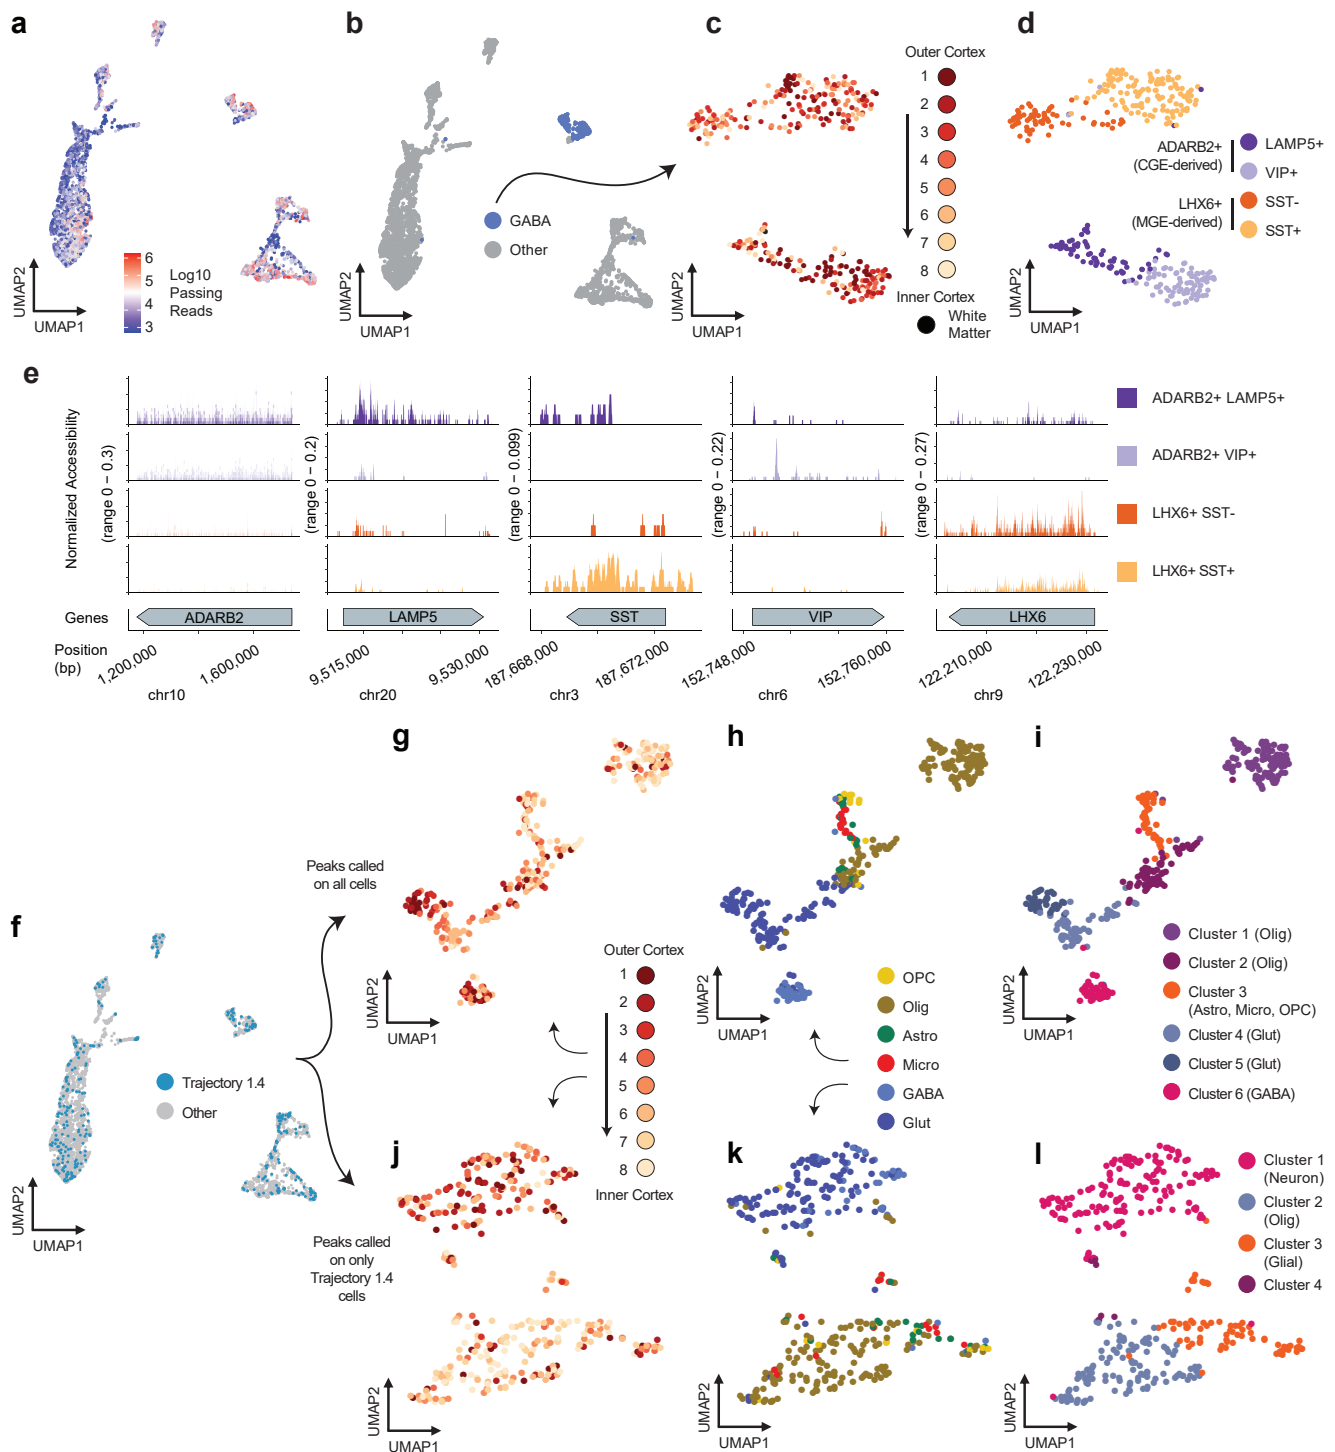 a
UMAP2
UMAP1
6
5
4
3
Log10
Passing
Reads
b
GABA
Other
UMAP2
UMAP1
c
Outer Cortex
1
2
3
4
5
6
7
8
Inner Cortex
White
Matter
UMAP2
UMAP1
d
ADARB2+
(CGE-derived)
LHX6+
(MGE-derived)
LAMP5+
VIP+
SST-
SST+
UMAP2
UMAP1
e
Normalized Accessibility
(range 0 – 0.3)
(range 0 – 0.2)
(range 0 – 0.099)
(range 0 – 0.22)
(range 0 – 0.27)
ADARB2+ LAMP5+
ADARB2+ VIP+
LHX6+ SST-
LHX6+ SST+
Genes
ADARB2
LAMP5
SST
VIP
LHX6
Position
(bp)
1,200,000
1,600,000
9,515,000
9,530,000
187,668,000
187,672,000
152,748,000
152,760,000
122,210,000
122,230,000
chr10
chr20
chr3
chr6
chr9
f
Trajectory 1.4
Other
UMAP2
UMAP1
Peaks called
on all cells
Peaks called
on only
Trajectory 1.4
cells
g
UMAP2
UMAP1
Outer Cortex
1
2
3
4
5
6
7
8
Inner Cortex
h
UMAP2
UMAP1
OPC
Olig
Astro
Micro
GABA
Glut
i
UMAP2
UMAP1
Cluster 1 (Olig)
Cluster 2 (Olig)
Cluster 3
(Astro, Micro, OPC)
Cluster 4 (Glut)
Cluster 5 (Glut)
Cluster 6 (GABA)
j
UMAP2
UMAP1
k
UMAP2
UMAP1
l
UMAP2
UMAP1
Cluster 1
(Neuron)
Cluster 2
(Olig)
Cluster 3
(Glial)
Cluster 4